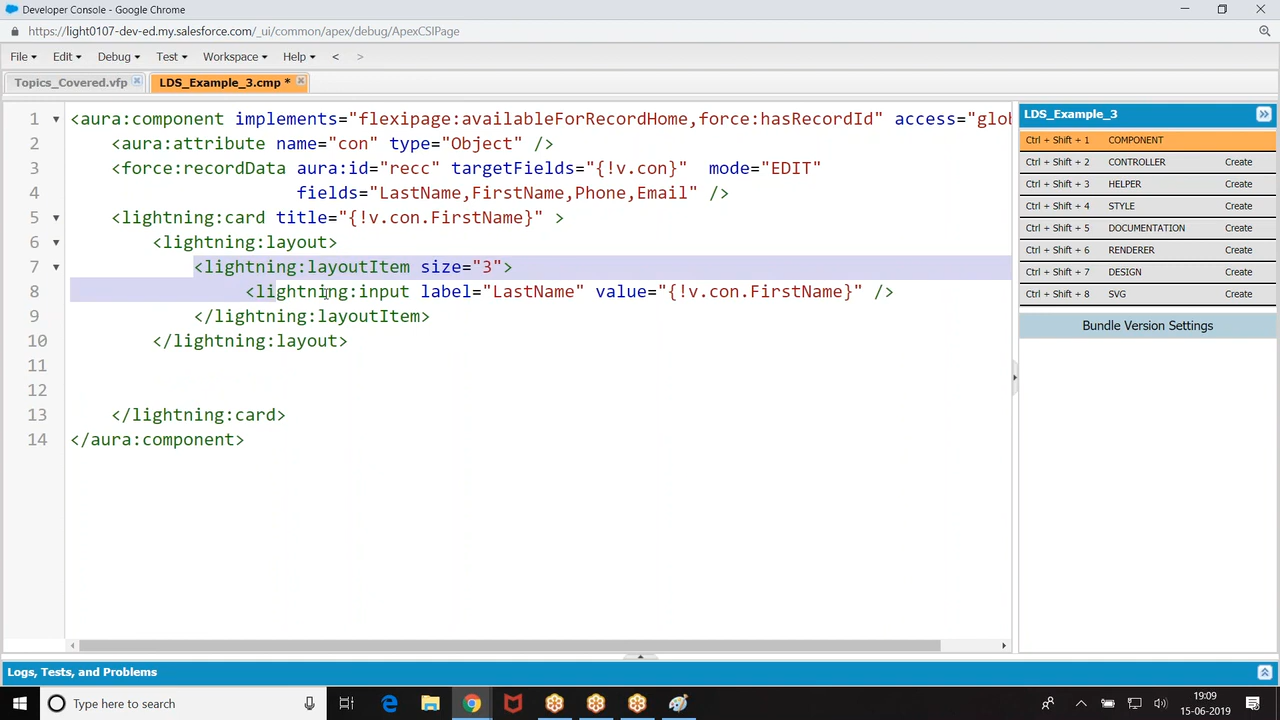 Developer Console - Google Chrome
https://light0107-dev-ed.my.salesforce.com/_ui/common/apex/debug/ApexCSIPage
File Edit Debug Test Workspace Help < >
Topics_Covered.vfp LDS_Example_3.cmp *
1 <aura:component implements="flexipage:availableForRecordHome,force:hasRecordId" access="glob
2 <aura:attribute name="con" type="Object" />
3 <force:recordData aura:id="recc" targetFields="{!v.con}" mode="EDIT"
4 fields="LastName,FirstName,Phone,Email" />
5 <lightning:card title="{!v.con.FirstName}" >
6 <lightning:layout>
7 <lightning:layoutItem size="3">
8 <lightning:input label="LastName" value="{!v.con.FirstName}" />
9 </lightning:layoutItem>
10 </lightning:layout>
11
12
13 </lightning:card>
14 </aura:component>
LDS_Example_3
Ctrl + Shift + 1 COMPONENT
Ctrl + Shift + 2 CONTROLLER Create
Ctrl + Shift + 3 HELPER Create
Ctrl + Shift + 4 STYLE Create
Ctrl + Shift + 5 DOCUMENTATION Create
Ctrl + Shift + 6 RENDERER Create
Ctrl + Shift + 7 DESIGN Create
Ctrl + Shift + 8 SVG Create
Bundle Version Settings
Logs, Tests, and Problems
Type here to search
19:09
15-06-2019